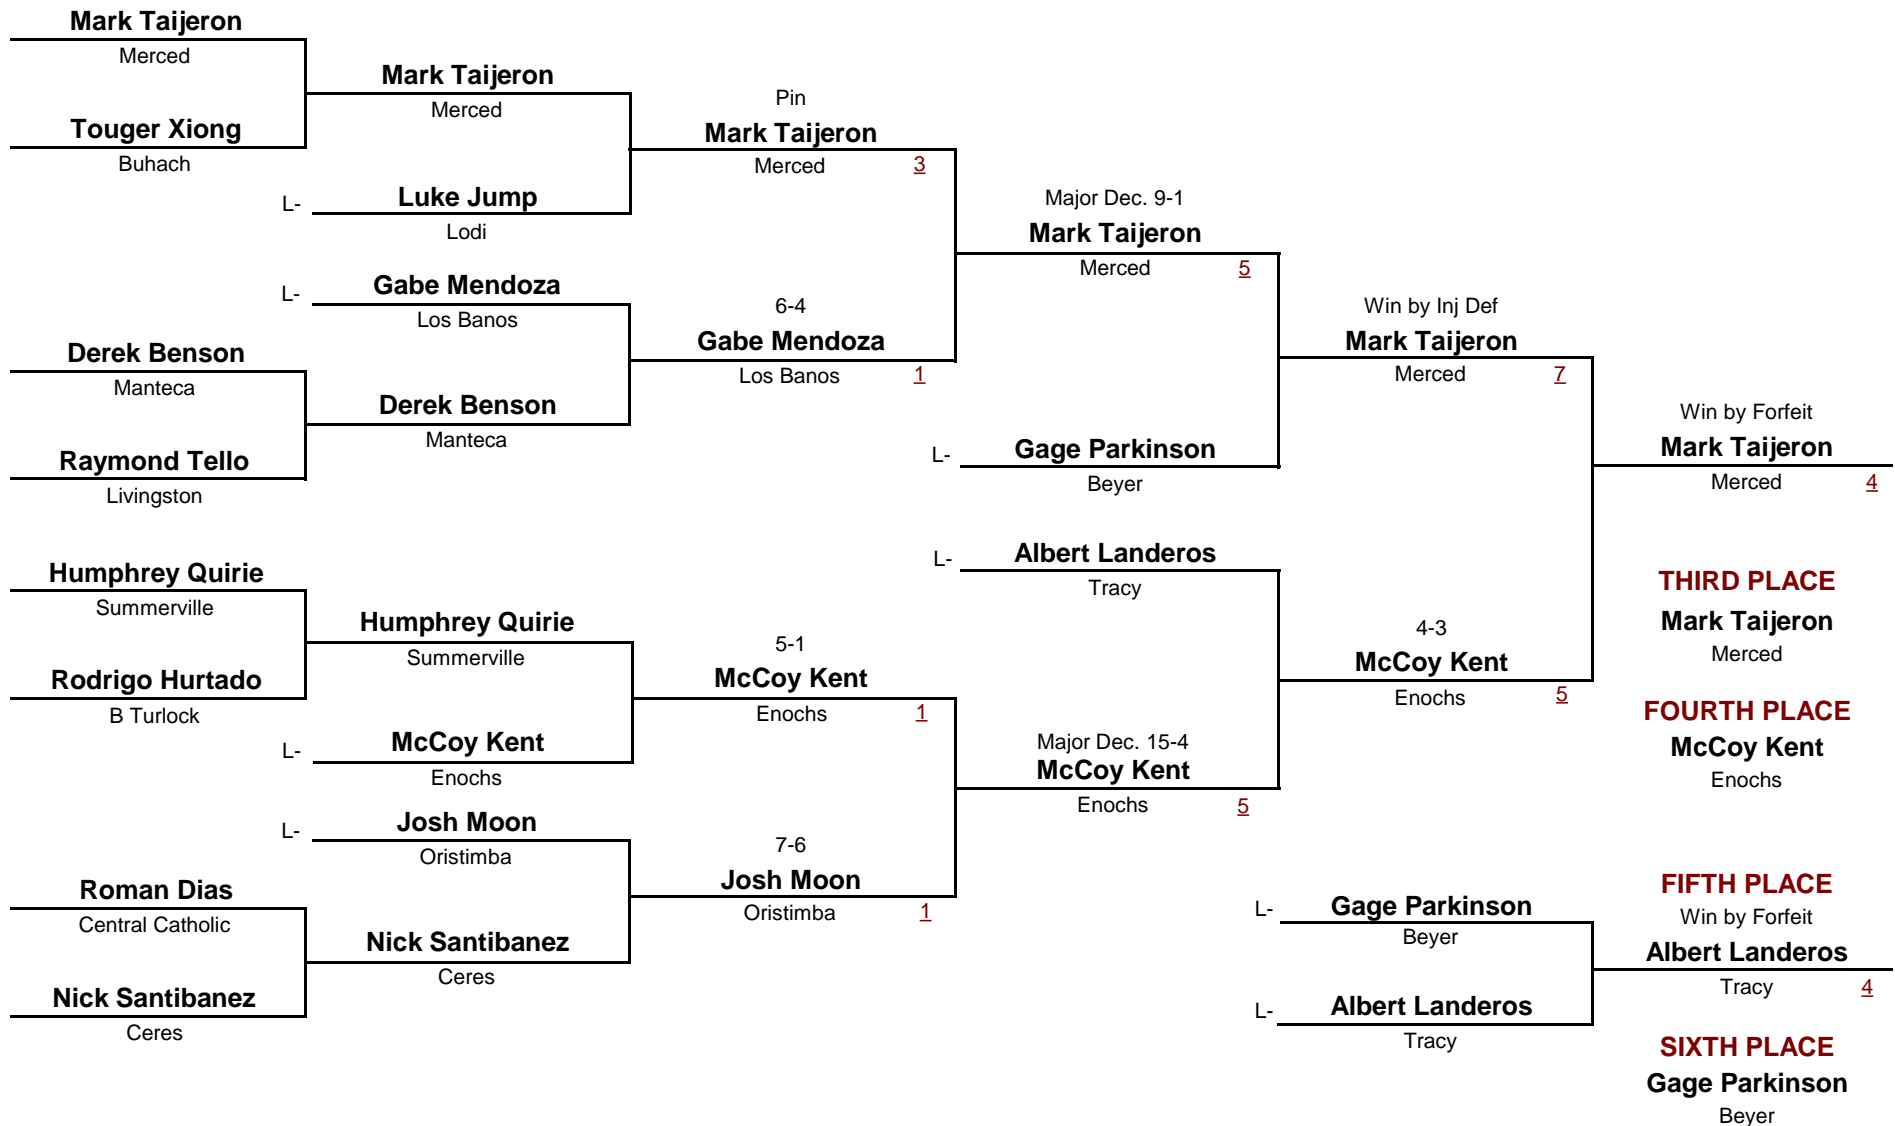 Mark Taijeron
Merced
Touger Xiong
Buhach
Derek Benson
Manteca
Raymond Tello
Livingston
Humphrey Quirie
Summerville
Rodrigo Hurtado
B Turlock
Roman Dias
Central Catholic
Nick Santibanez
Ceres
Mark Taijeron
Merced
L- Luke Jump
Lodi
L- Gabe Mendoza
Los Banos
Derek Benson
Manteca
Humphrey Quirie
Summerville
L- McCoy Kent
Enochs
L- Josh Moon
Oristimba
Nick Santibanez
Ceres
Pin
Mark Taijeron
Merced 3
6-4
Gabe Mendoza
Los Banos 1
5-1
McCoy Kent
Enochs 1
7-6
Josh Moon
Oristimba 1
Major Dec. 9-1
Mark Taijeron
Merced 5
L- Gage Parkinson
Beyer
L- Albert Landeros
Tracy
Major Dec. 15-4
McCoy Kent
Enochs 5
Win by Inj Def
Mark Taijeron
Merced 7
4-3
McCoy Kent
Enochs 5
L- Gage Parkinson
Beyer
L- Albert Landeros
Tracy
Win by Forfeit
Mark Taijeron
Merced 4
THIRD PLACE
Mark Taijeron
Merced
FOURTH PLACE
McCoy Kent
Enochs
FIFTH PLACE
Win by Forfeit
Albert Landeros
Tracy 4
SIXTH PLACE
Gage Parkinson
Beyer